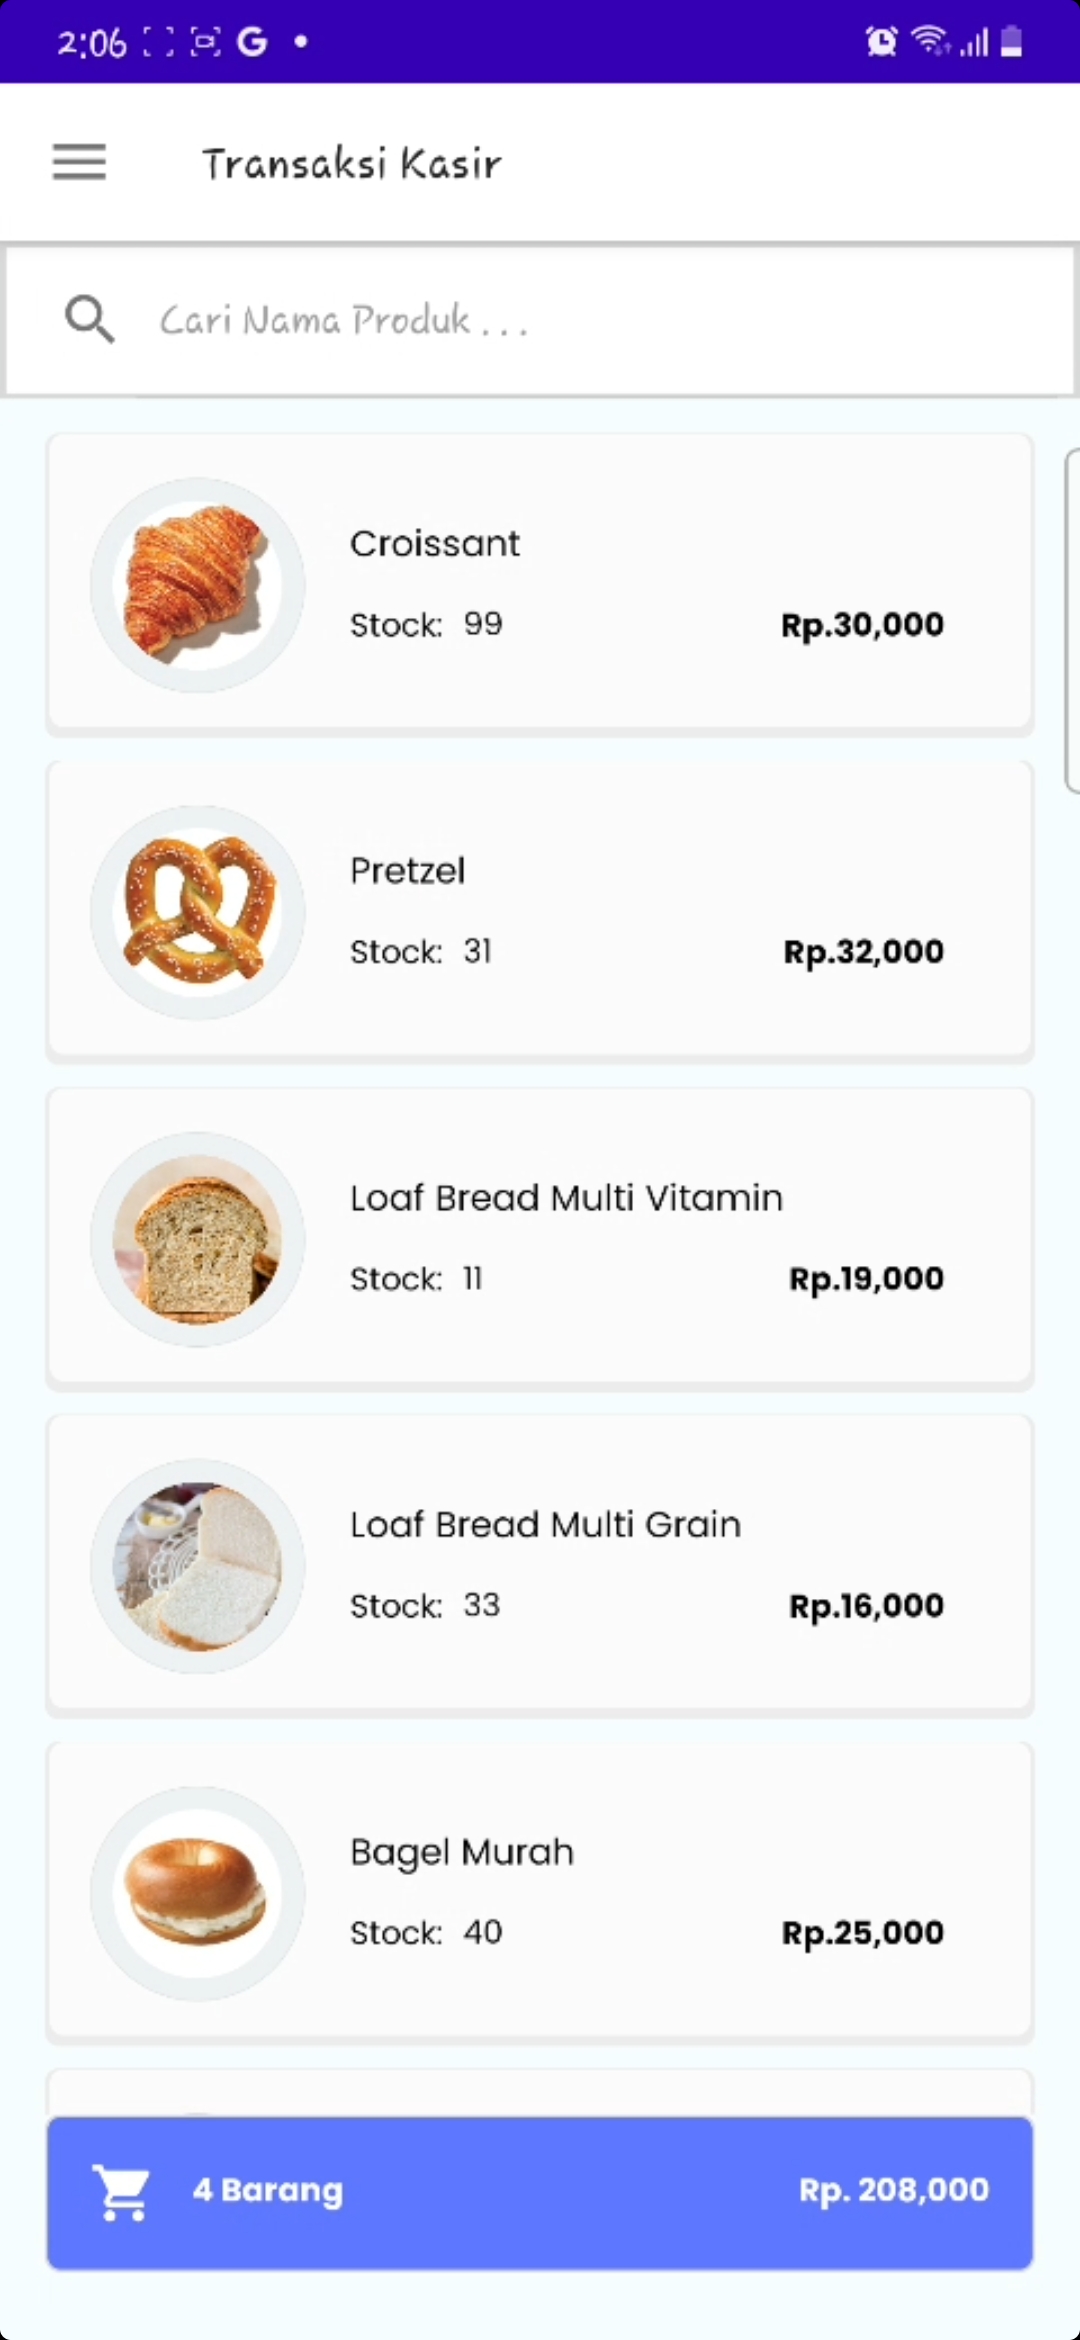 2:06
Transaksi Kasir
Cari Nama Produk . . .
Croissant
Stock: 99 Rp.30,000
Pretzel
Stock: 31 Rp.32,000
Loaf Bread Multi Vitamin
Stock: 11 Rp.19,000
Loaf Bread Multi Grain
Stock: 33 Rp.16,000
Bagel Murah
Stock: 40 Rp.25,000
4 Barang Rp. 208,000